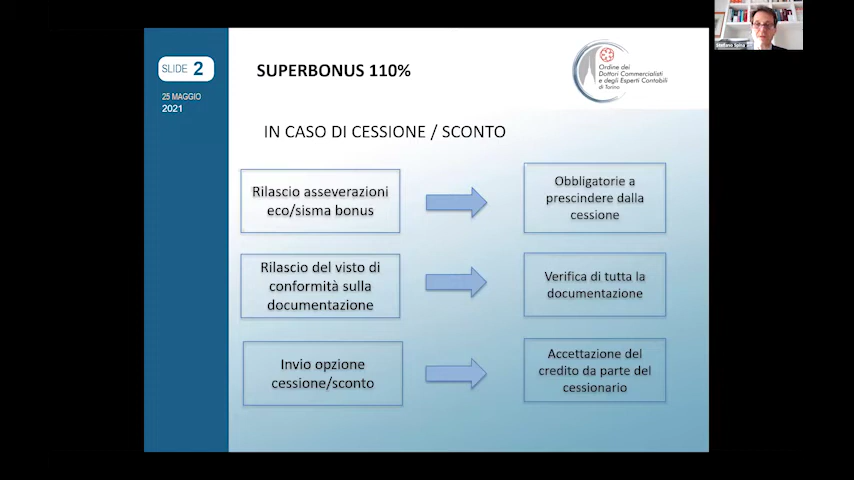 SLIDE 2
25 MAGGIO
2021
SUPERBONUS 110%
Ordine dei
Dottori Commercialisti
e degli Esperti Contabili
di Torino
Stefano Spina
IN CASO DI CESSIONE / SCONTO
Rilascio asseverazioni
eco/sisma bonus
Obbligatorie a
prescindere dalla
cessione
Rilascio del visto di
conformità sulla
documentazione
Verifica di tutta la
documentazione
Invio opzione
cessione/sconto
Accettazione del
credito da parte del
cessionario